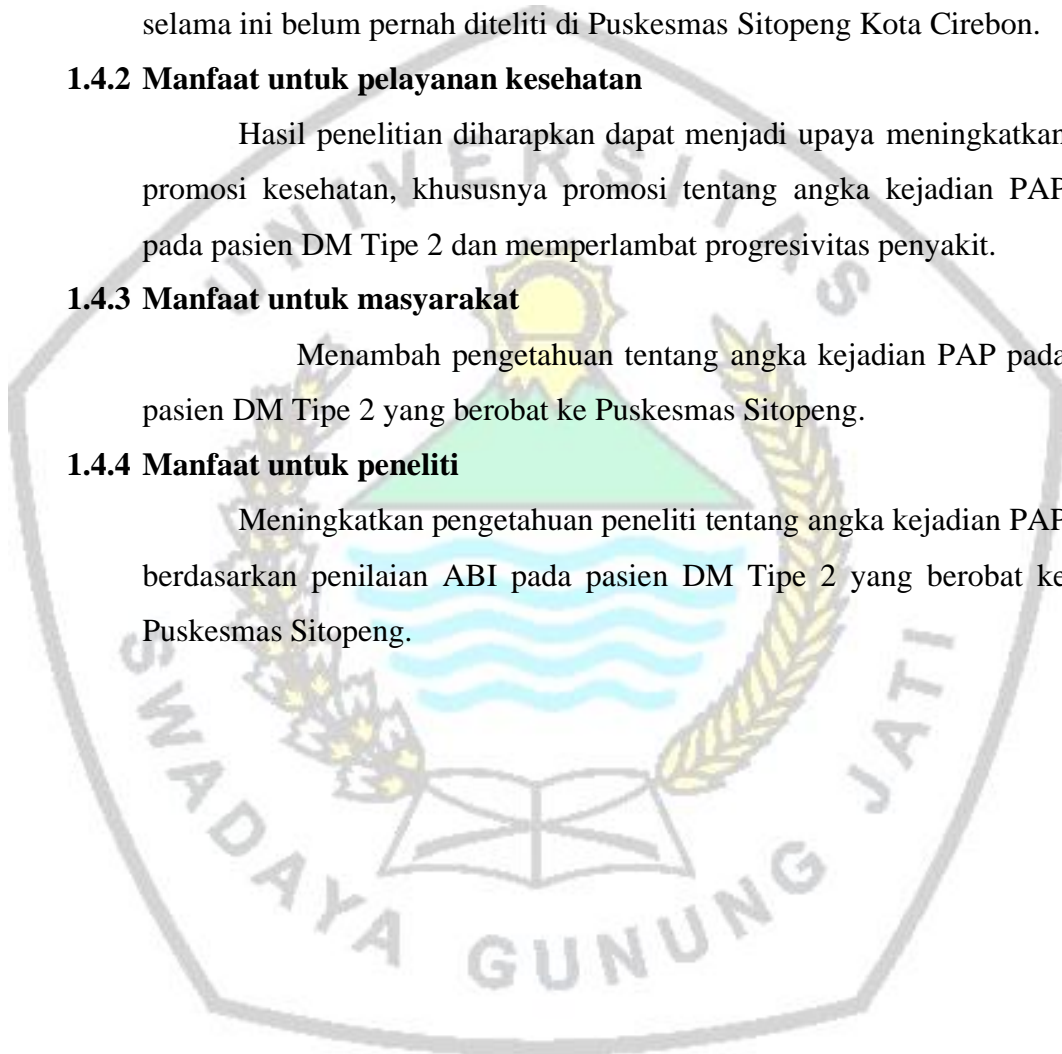 selama ini belum pernah diteliti di Puskesmas Sitopeng Kota Cirebon.
1.4.2 Manfaat untuk pelayanan kesehatan
Hasil penelitian diharapkan dapat menjadi upaya meningkatkan
promosi kesehatan, khususnya promosi tentang angka kejadian PAP
pada pasien DM Tipe 2 dan memperlambat progresivitas penyakit.
1.4.3 Manfaat untuk masyarakat
Menambah pengetahuan tentang angka kejadian PAP pada
pasien DM Tipe 2 yang berobat ke Puskesmas Sitopeng.
1.4.4 Manfaat untuk peneliti
Meningkatkan pengetahuan peneliti tentang angka kejadian PAP
berdasarkan penilaian ABI pada pasien DM Tipe 2 yang berobat ke
Puskesmas Sitopeng.
UNIVERSITAS
SWADAYA GUNUNG JATI